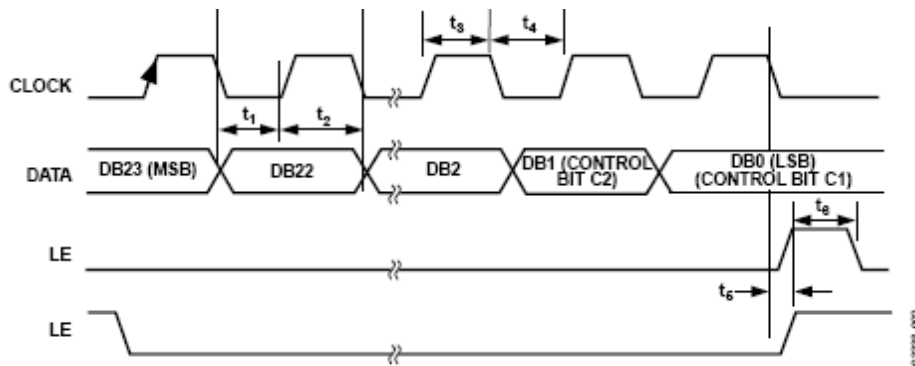 t3
t4
CLOCK
t1
t2
DATA
DB23 (MSB)
DB22
DB2
DB1 (CONTROL
BIT C2)
DB0 (LSB)
(CONTROL BIT C1)
t6
LE
t5
LE